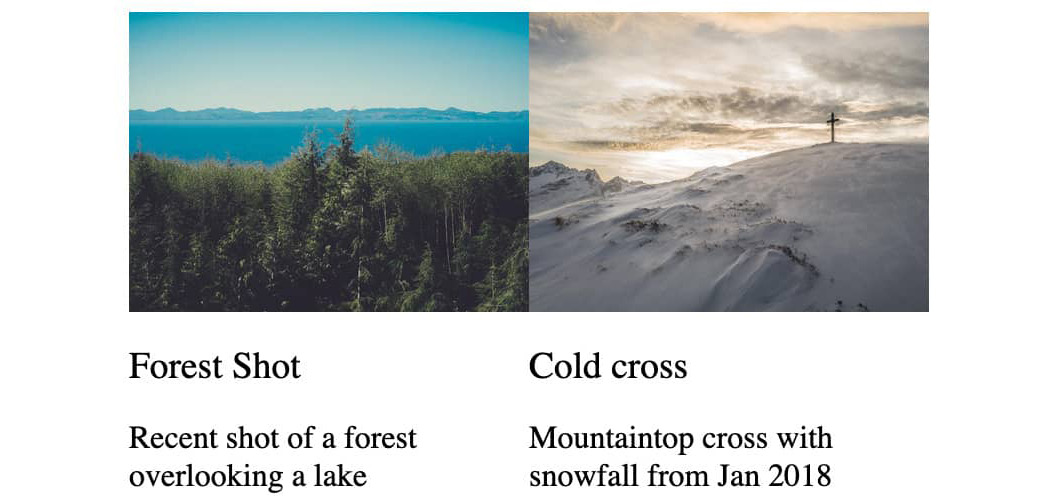 Forest Shot
Recent shot of a forest
overlooking a lake
Cold cross
Mountaintop cross with
snowfall from Jan 2018